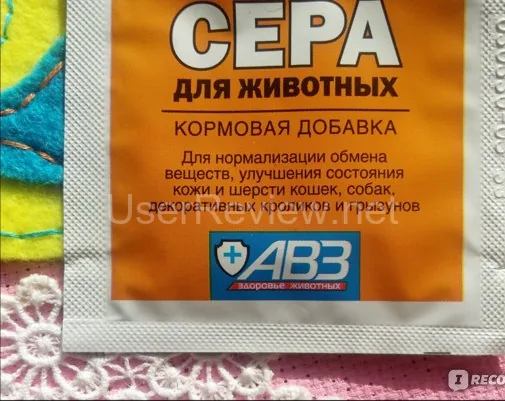 СЕРА
ДЛЯ ЖИВОТНЫХ
КОРМОВАЯ ДОБАВКА
Для нормализации обмена
веществ, улучшения состояния
кожи и шерсти кошек, собак,
декоративных кроликов и грызунов
UserReview.net
АВЗ
здоровье животных
I RECO